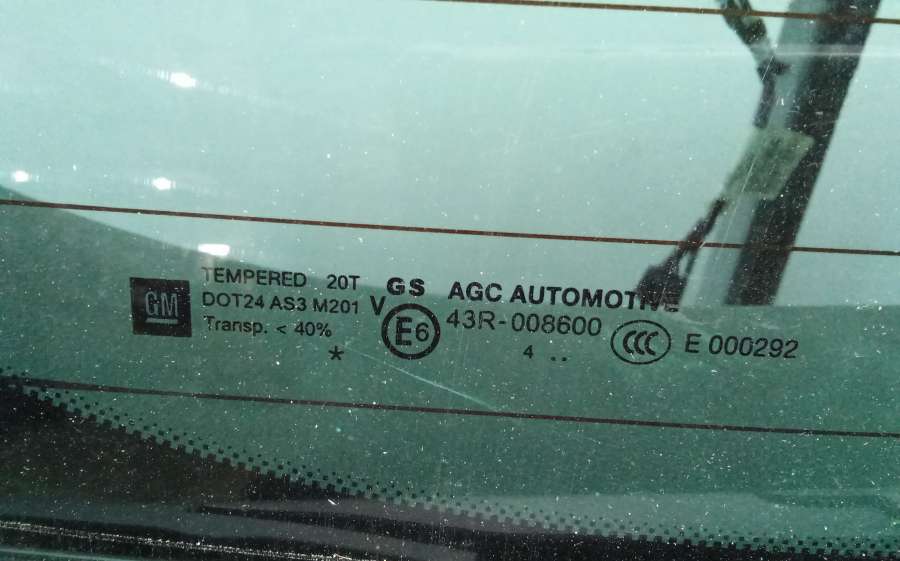 GM
TEMPERED 20T
DOT24 AS3 M201
Transp. < 40%
*
V
GS AGC AUTOMOTIVE
E6 43R-008600
4 ..
CCC E 000292